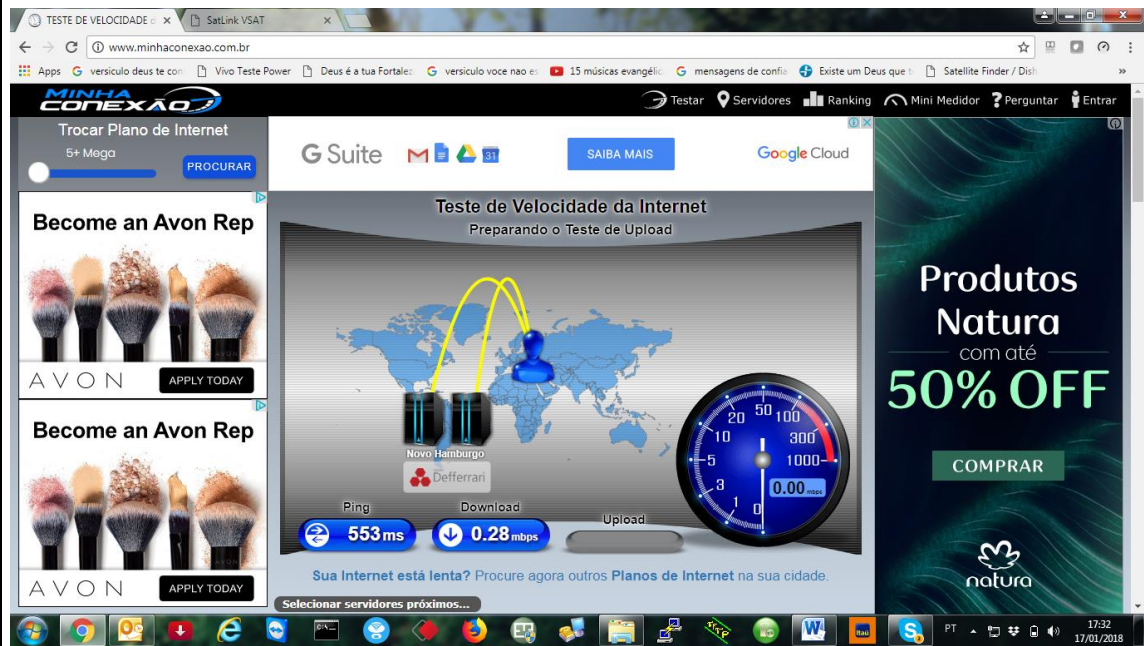 TESTE DE VELOCIDADE d
SatLink VSAT
www.minhaconexao.com.br
Apps
versiculo deus te con
Vivo Teste Power
Deus é a tua Fortalez
versiculo voce nao es
15 músicas evangélic
mensagens de confia
Existe um Deus que t
Satellite Finder / Dish
»
MINHA
CONEXÃO
Testar
Servidores
Ranking
Mini Medidor
Perguntar
Entrar
Trocar Plano de Internet
5+ Mega
PROCURAR
G Suite
31
SAIBA MAIS
Google Cloud
Become an Avon Rep
AVON
AVON
APPLY TODAY
Become an Avon Rep
AVON
AVON
APPLY TODAY
Teste de Velocidade da Internet
Preparando o Teste de Upload
Novo Hamburgo
Defferrari
Ping
553 ms
Download
0.28 mbps
Upload
0
1
3
5
10
20
50
100
300
1000
0.00 mbps
Sua Internet está lenta? Procure agora outros Planos de Internet na sua cidade.
Selecionar servidores próximos...
Produtos
Natura
com até
50% OFF
COMPRAR
natura
C:\_
TFTP
W
Itaú
S
PT
17:32
17/01/2018